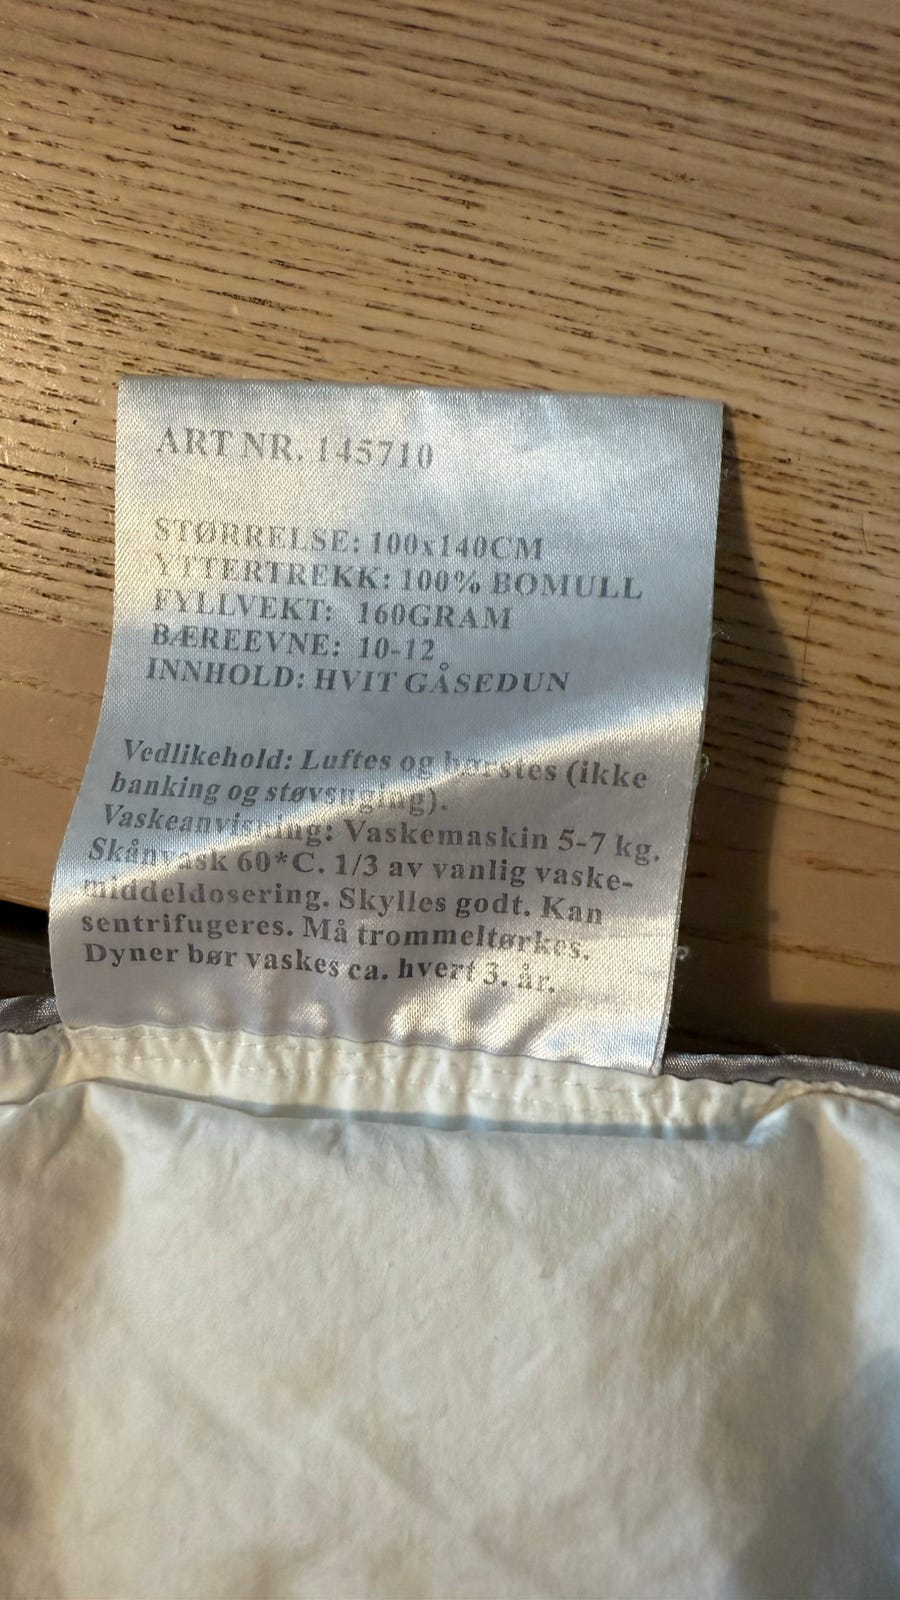 ART NR. 145710
STØRRELSE: 100x140CM
YTTERTREKK: 100% BOMULL
FYLLVEKT: 160GRAM
BÆREEVNE: 10-12
INNHOLD: HVIT GÅSEDUN
Vedlikehold: Luftes og børstes (ikke
banking og støvsuging).
Vaskeanvisning: Vaskemaskin 5-7 kg.
Skånvask 60*C. 1/3 av vanlig vaske-
middeldosering. Skylles godt. Kan
sentrifugeres. Må trommeltørkes.
Dyner bør vaskes ca. hvert 3. år.